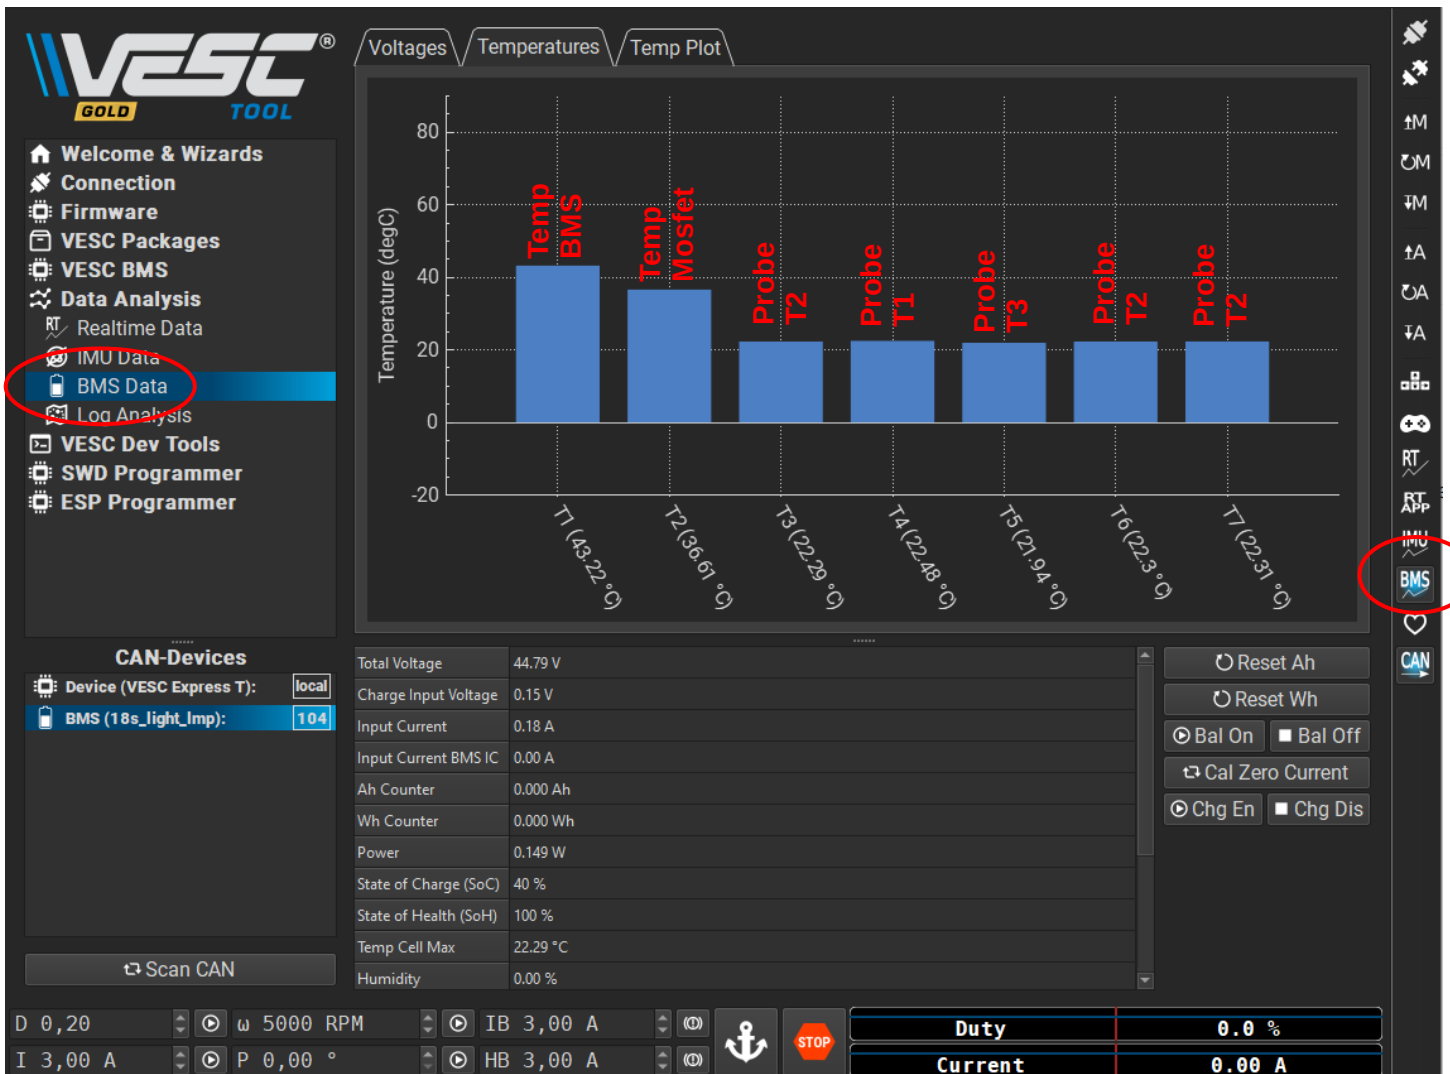 VESC®
GOLD TOOL
Welcome & Wizards
Connection
Firmware
VESC Packages
VESC BMS
Data Analysis
RT Realtime Data
IMU Data
BMS Data
Log Analysis
VESC Dev Tools
SWD Programmer
ESP Programmer
CAN-Devices
Device (VESC Express T): local
BMS (18s_light_lmp): 104
Scan CAN
Voltages Temperatures Temp Plot
Temperature (degC)
80
60
40
20
0
-20
Temp BMS
Temp Mosfet
Probe T2
Probe T1
Probe T3
Probe T2
Probe T2
T1 (43.22 °C)
T2 (36.61 °C)
T3 (22.29 °C)
T4 (22.48 °C)
T5 (21.94 °C)
T6 (22.3 °C)
T7 (22.31 °C)
Total Voltage 44.79 V
Charge Input Voltage 0.15 V
Input Current 0.18 A
Input Current BMS IC 0.00 A
Ah Counter 0.000 Ah
Wh Counter 0.000 Wh
Power 0.149 W
State of Charge (SoC) 40 %
State of Health (SoH) 100 %
Temp Cell Max 22.29 °C
Humidity 0.00 %
Reset Ah
Reset Wh
Bal On Bal Off
Cal Zero Current
Chg En Chg Dis
M
M
M
A
A
A
RT
RT APP
IMU
BMS
CAN
D 0,20 ω 5000 RPM IB 3,00 A
I 3,00 A P 0,00 ° HB 3,00 A
STOP
Duty 0.0 %
Current 0.00 A